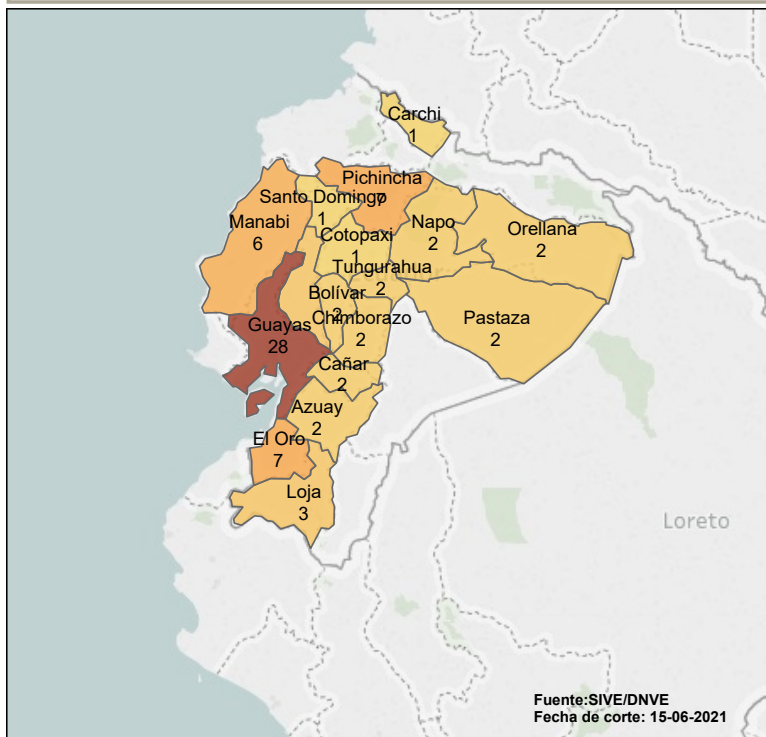 Carchi
1
Pichincha
7
Santo Domingo
1
Manabi
6
Cotopaxi
1
Napo
2
Orellana
2
Tungurahua
2
Bolívar
2
Chimborazo
2
Guayas
28
Pastaza
2
Cañar
2
Azuay
2
El Oro
7
Loja
3
Loreto
Fuente:SIVE/DNVE
Fecha de corte: 15-06-2021